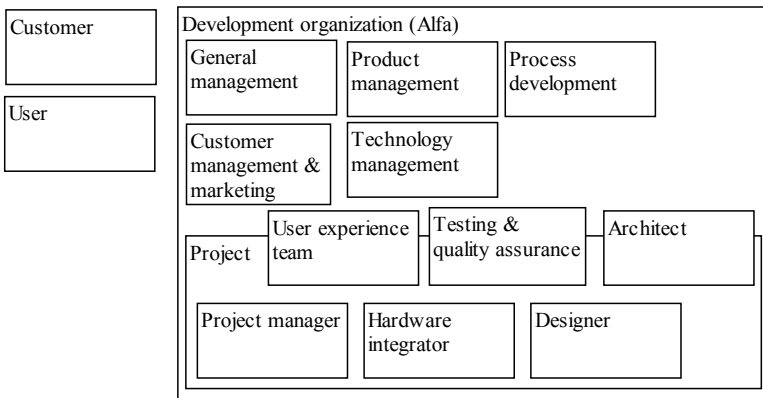 Customer
User
Development organization (Alfa)
General
management
Product
management
Process
development
Customer
management &
marketing
Technology
management
Project
User experience
team
Testing &
quality assurance
Architect
Project manager
Hardware
integrator
Designer